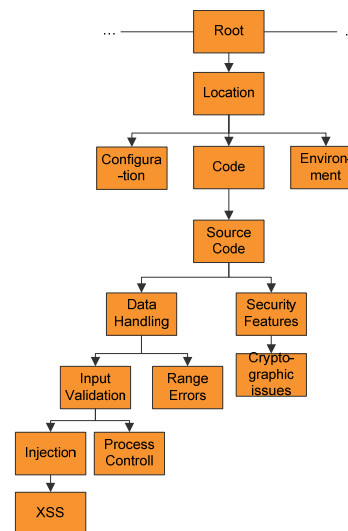 ... Root .
Location
Configura
-tion
Code
Environ-
ment
Source
Code
Data
Handling
Security
Features
Input
Validation
Range
Errors
Crypto-
graphic
issues
Injection
Process
Controll
XSS